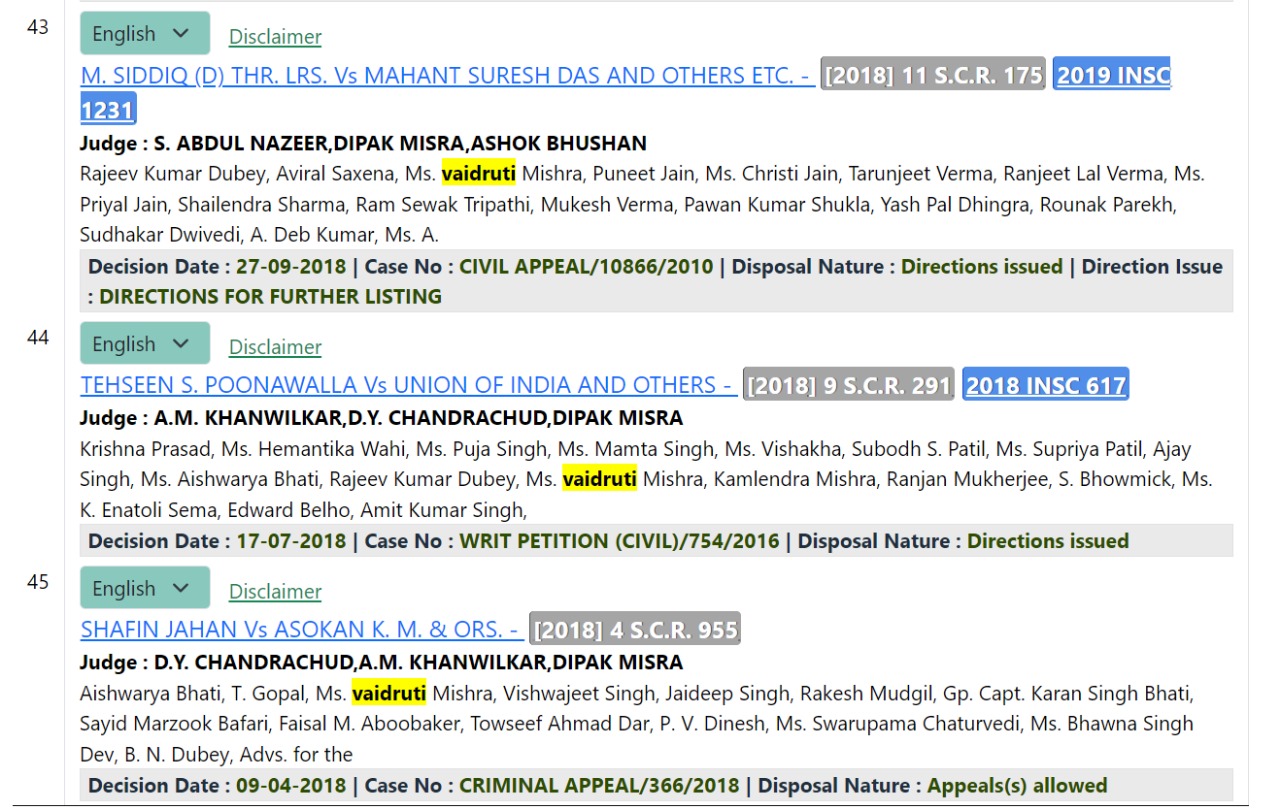 43
English
Disclaimer
M. SIDDIQ (D) THR. LRS. Vs MAHANT SURESH DAS AND OTHERS ETC. - [2018] 11 S.C.R. 175 2019 INSC
1231
Judge : S. ABDUL NAZEER,DIPAK MISRA,ASHOK BHUSHAN
Rajeev Kumar Dubey, Aviral Saxena, Ms. vaidruti Mishra, Puneet Jain, Ms. Christi Jain, Tarunjeet Verma, Ranjeet Lal Verma, Ms.
Priyal Jain, Shailendra Sharma, Ram Sewak Tripathi, Mukesh Verma, Pawan Kumar Shukla, Yash Pal Dhingra, Rounak Parekh,
Sudhakar Dwivedi, A. Deb Kumar, Ms. A.
Decision Date : 27-09-2018 | Case No : CIVIL APPEAL/10866/2010 | Disposal Nature : Directions issued | Direction Issue
: DIRECTIONS FOR FURTHER LISTING
44
English
Disclaimer
TEHSEEN S. POONAWALLA Vs UNION OF INDIA AND OTHERS - [2018] 9 S.C.R. 291 2018 INSC 617
Judge : A.M. KHANWILKAR,D.Y. CHANDRACHUD,DIPAK MISRA
Krishna Prasad, Ms. Hemantika Wahi, Ms. Puja Singh, Ms. Mamta Singh, Ms. Vishakha, Subodh S. Patil, Ms. Supriya Patil, Ajay
Singh, Ms. Aishwarya Bhati, Rajeev Kumar Dubey, Ms. vaidruti Mishra, Kamlendra Mishra, Ranjan Mukherjee, S. Bhowmick, Ms.
K. Enatoli Sema, Edward Belho, Amit Kumar Singh,
Decision Date : 17-07-2018 | Case No : WRIT PETITION (CIVIL)/754/2016 | Disposal Nature : Directions issued
45
English
Disclaimer
SHAFIN JAHAN Vs ASOKAN K. M. & ORS. - [2018] 4 S.C.R. 955
Judge : D.Y. CHANDRACHUD,A.M. KHANWILKAR,DIPAK MISRA
Aishwarya Bhati, T. Gopal, Ms. vaidruti Mishra, Vishwajeet Singh, Jaideep Singh, Rakesh Mudgil, Gp. Capt. Karan Singh Bhati,
Sayid Marzook Bafari, Faisal M. Aboobaker, Towseef Ahmad Dar, P. V. Dinesh, Ms. Swarupama Chaturvedi, Ms. Bhawna Singh
Dev, B. N. Dubey, Advs. for the
Decision Date : 09-04-2018 | Case No : CRIMINAL APPEAL/366/2018 | Disposal Nature : Appeals(s) allowed